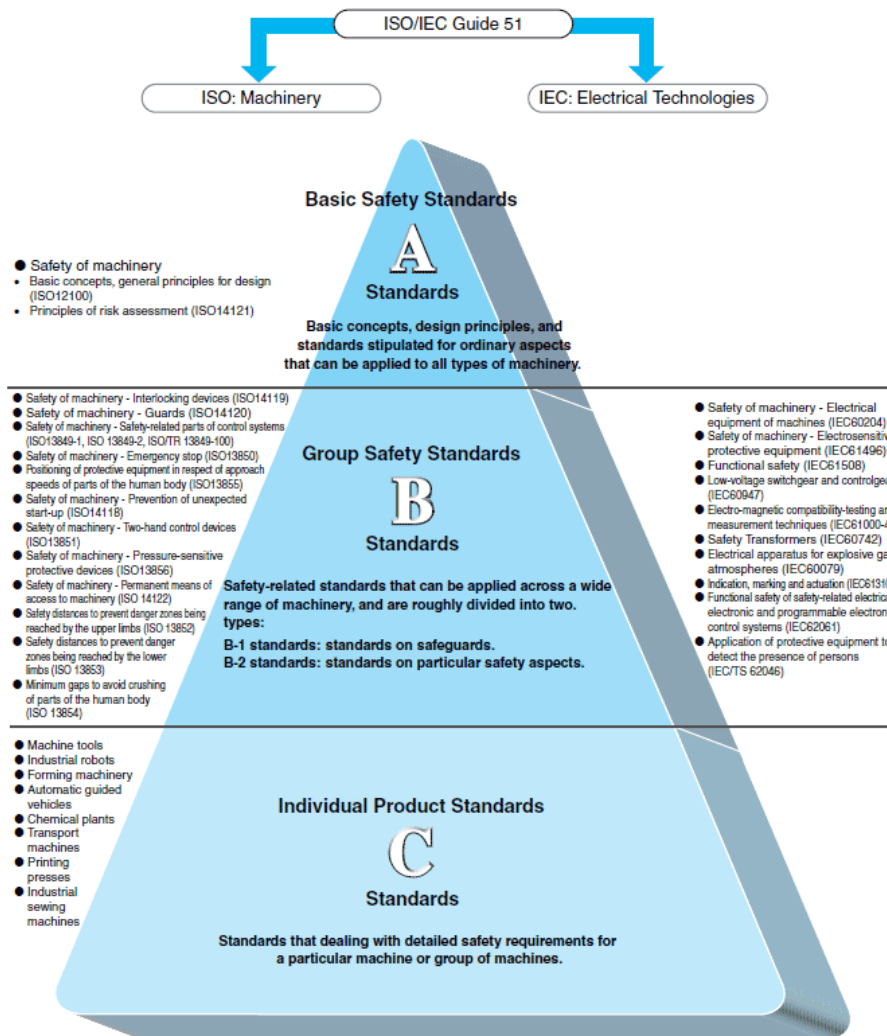 ISO/IEC Guide 51
ISO: Machinery
IEC: Electrical Technologies
Basic Safety Standards
A
Standards
Basic concepts, design principles, and
standards stipulated for ordinary aspects
that can be applied to all types of machinery.
● Safety of machinery
• Basic concepts, general principles for design
(ISO12100)
• Principles of risk assessment (ISO14121)
● Safety of machinery - Interlocking devices (ISO14119)
● Safety of machinery - Guards (ISO14120)
● Safety of machinery - Safety-related parts of control systems
(ISO13849-1, ISO 13849-2, ISO/TR 13849-100)
● Safety of machinery - Emergency stop (ISO13850)
● Positioning of protective equipment in respect of approach
speeds of parts of the human body (ISO13855)
● Safety of machinery - Prevention of unexpected
start-up (ISO14118)
● Safety of machinery - Two-hand control devices
(ISO13851)
● Safety of machinery - Pressure-sensitive
protective devices (ISO13856)
● Safety of machinery - Permanent means of
access to machinery (ISO 14122)
● Safety distances to prevent danger zones being
reached by the upper limbs (ISO 13852)
● Safety distances to prevent danger
zones being reached by the lower
limbs (ISO 13853)
● Minimum gaps to avoid crushing
of parts of the human body
(ISO 13854)
Group Safety Standards
B
Standards
Safety-related standards that can be applied across a wide
range of machinery, and are roughly divided into two.
types:
B-1 standards: standards on safeguards.
B-2 standards: standards on particular safety aspects.
● Safety of machinery - Electrical
equipment of machines (IEC60204)
● Safety of machinery - Electrosensitiv
protective equipment (IEC61496)
● Functional safety (IEC61508)
● Low-voltage switchgear and controlgea
(IEC60947)
● Electro-magnetic compatibility-testing an
measurement techniques (IEC61000-4
● Safety Transformers (IEC60742)
● Electrical apparatus for explosive ga
atmospheres (IEC60079)
● Indication, marking and actuation (IEC61310
● Functional safety of safety-related electrica
electronic and programmable electron
control systems (IEC62061)
● Application of protective equipment to
detect the presence of persons
(IEC/TS 62046)
● Machine tools
● Industrial robots
● Forming machinery
● Automatic guided
vehicles
● Chemical plants
● Transport
machines
● Printing
presses
● Industrial
sewing
machines
Individual Product Standards
C
Standards
Standards that dealing with detailed safety requirements for
a particular machine or group of machines.